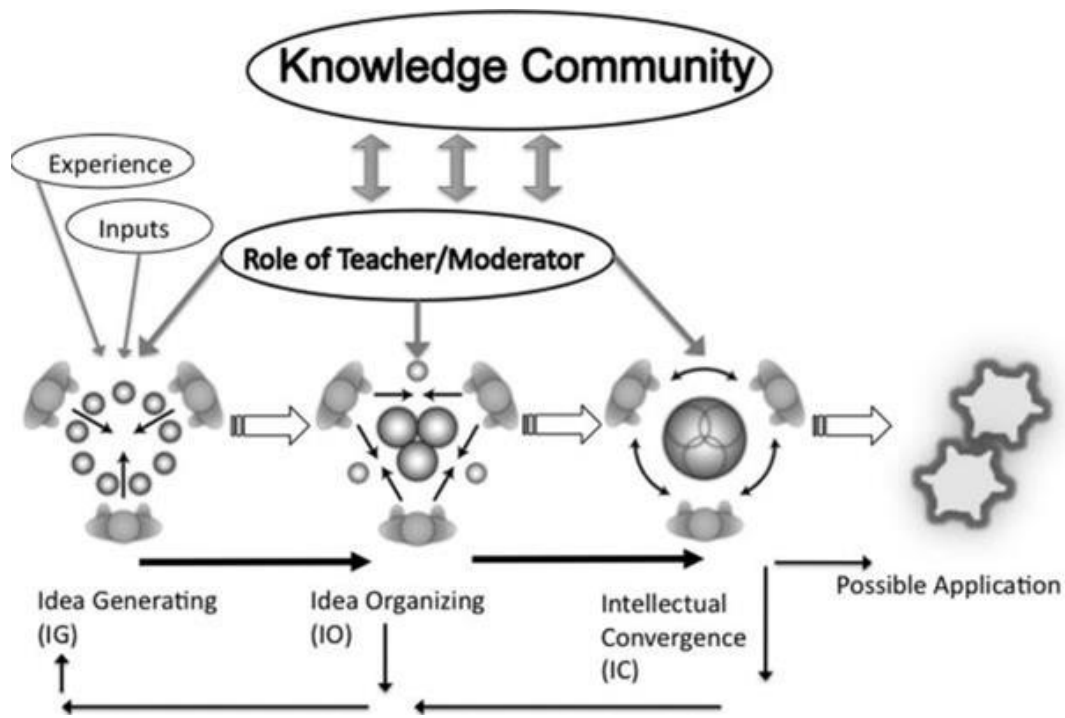 Knowledge Community
Experience
Inputs
Role of Teacher/Moderator
Idea Generating
(IG)
Idea Organizing
(IO)
Intellectual
Convergence
(IC)
Possible Application